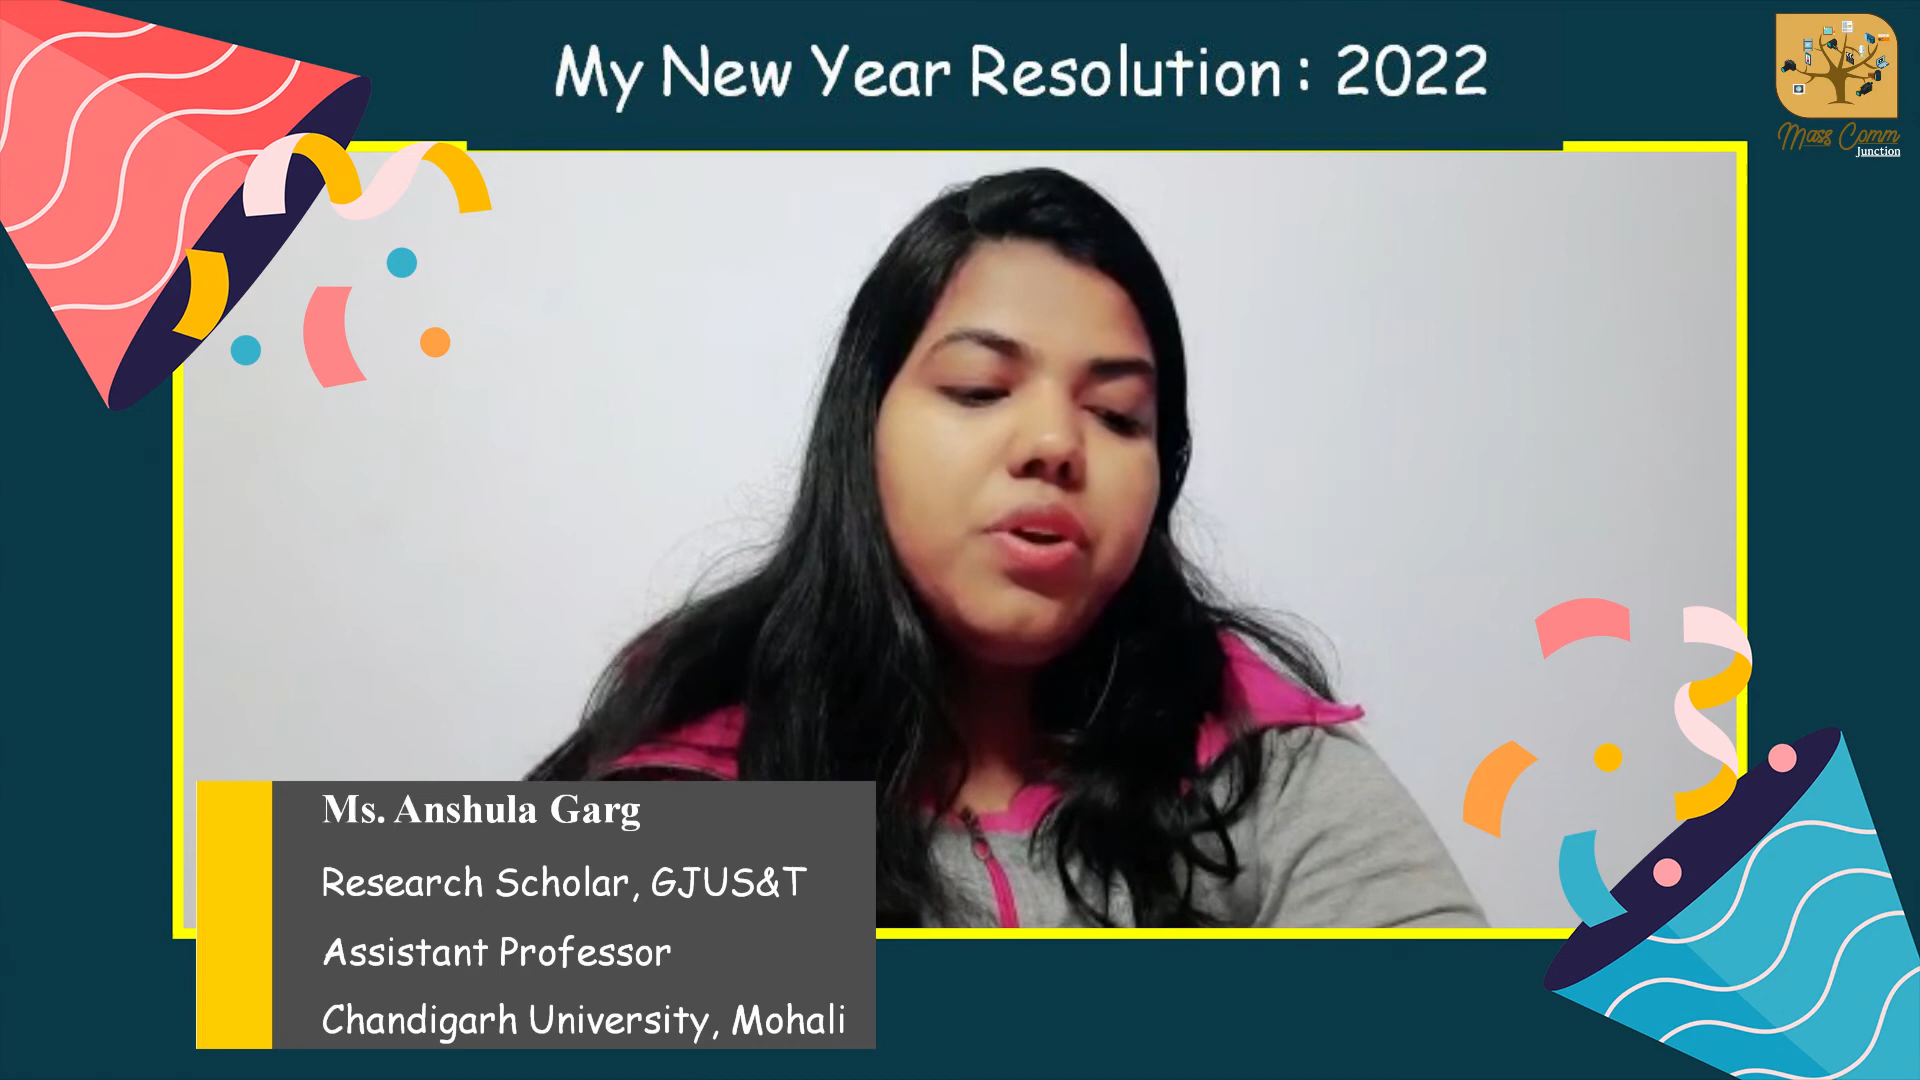 My New Year Resolution : 2022
Mass Comm
Junction
Ms. Anshula Garg
Research Scholar, GJUS&T
Assistant Professor
Chandigarh University, Mohali